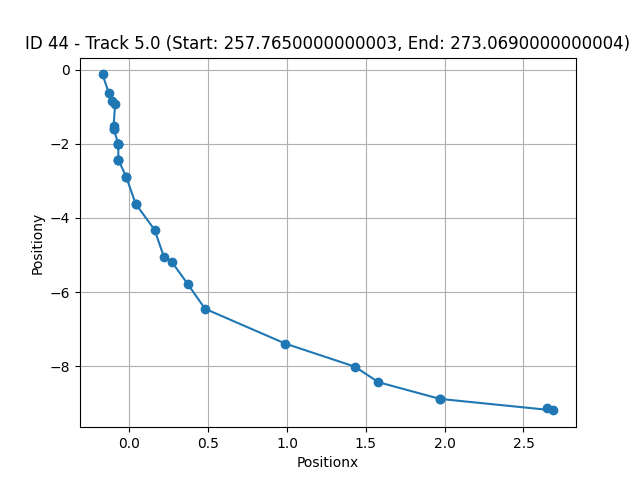 ID 44 - Track 5.0 (Start: 257.7650000000003, End: 273.0690000000004)
0
−2
−4
−6
−8
Positiony
0.0 0.5 1.0 1.5 2.0 2.5
Positionx